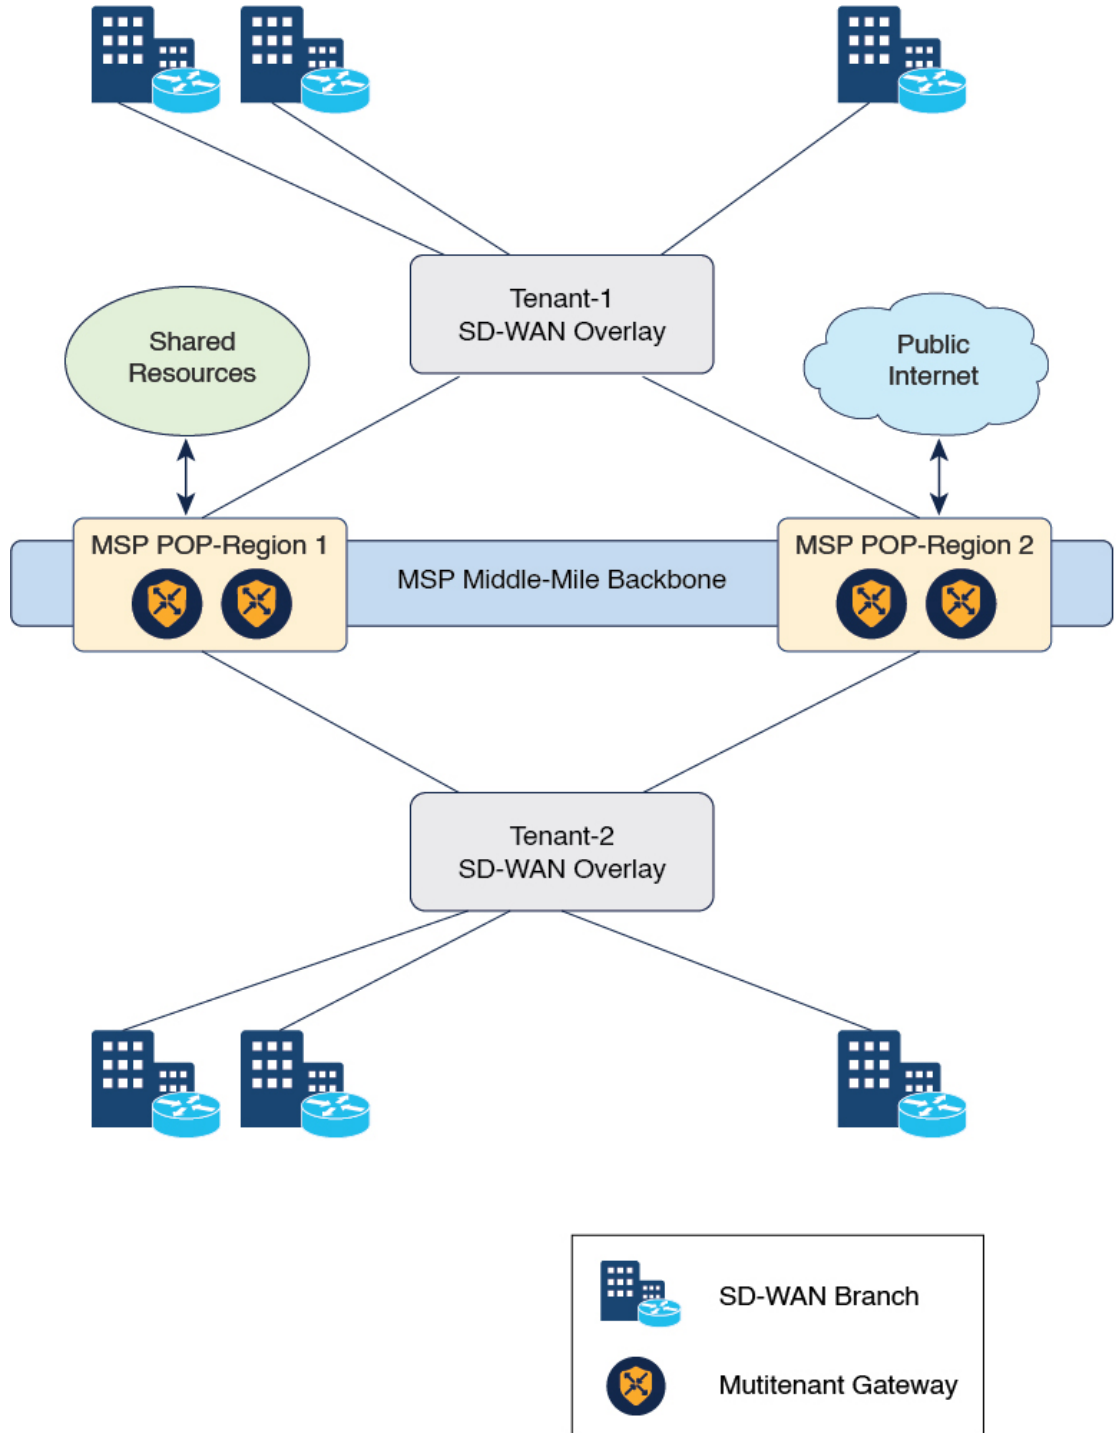 Tenant-1
SD-WAN Overlay
Shared
Resources
Public
Internet
MSP POP-Region 1
MSP Middle-Mile Backbone
MSP POP-Region 2
Tenant-2
SD-WAN Overlay
SD-WAN Branch
Mutitenant Gateway